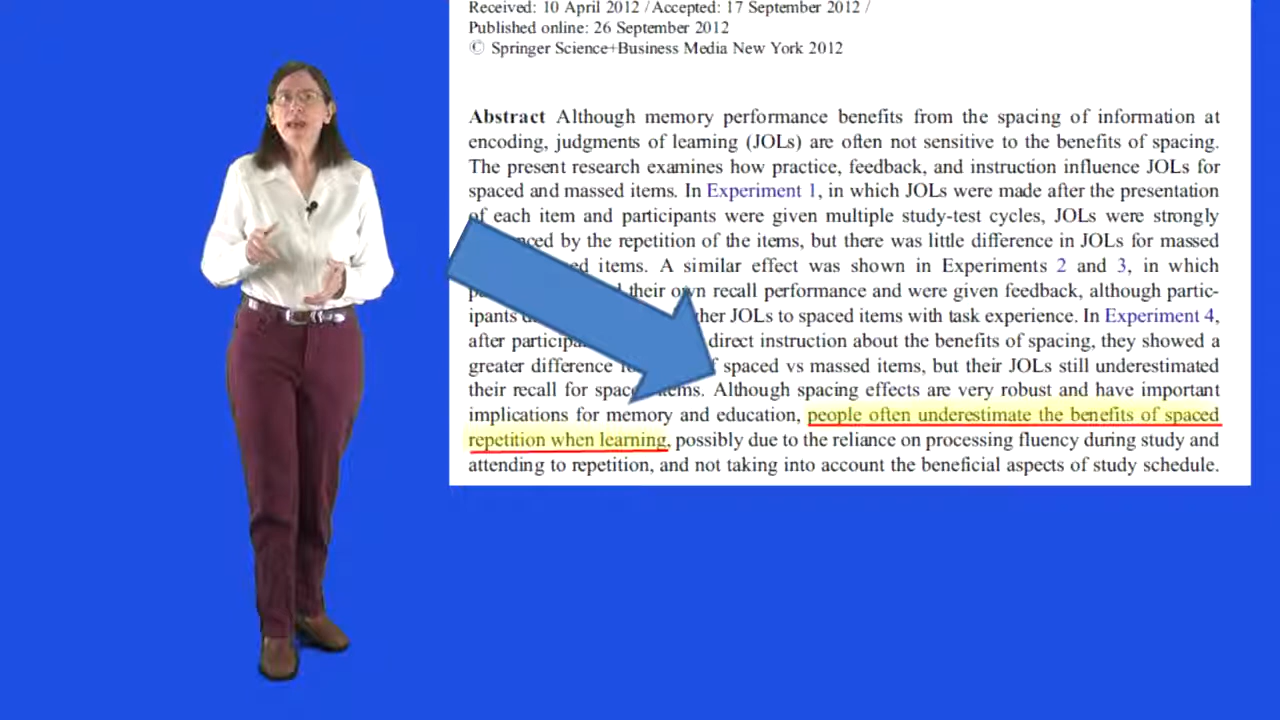 Received: 10 April 2012 / Accepted: 17 September 2012 /
Published online: 26 September 2012
© Springer Science+Business Media New York 2012
Abstract Although memory performance benefits from the spacing of information at
encoding, judgments of learning (JOLs) are often not sensitive to the benefits of spacing.
The present research examines how practice, feedback, and instruction influence JOLs for
spaced and massed items. In Experiment 1, in which JOLs were made after the presentation
of each item and participants were given multiple study-test cycles, JOLs were strongly
by the repetition of the items, but there was little difference in JOLs for massed
items. A similar effect was shown in Experiments 2 and 3, in which
their own recall performance and were given feedback, although partic-
ipants JOLs to spaced items with task experience. In Experiment 4,
after direct instruction about the benefits of spacing, they showed a
greater difference spaced vs massed items, but their JOLs still underestimated
their recall for items. Although spacing effects are very robust and have important
implications for memory and education, people often underestimate the benefits of spaced
repetition when learning, possibly due to the reliance on processing fluency during study and
attending to repetition, and not taking into account the beneficial aspects of study schedule.